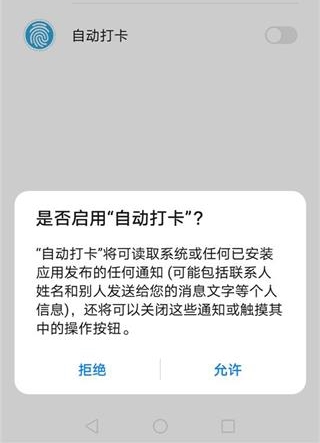 自动打卡
是否启用“自动打卡”?
“自动打卡”将可读取系统或任何已安装
应用发布的任何通知 (可能包括联系人
姓名和别人发送给您的消息文字等个人
信息)，还将可以关闭这些通知或触摸其
中的操作按钮。
拒绝
允许